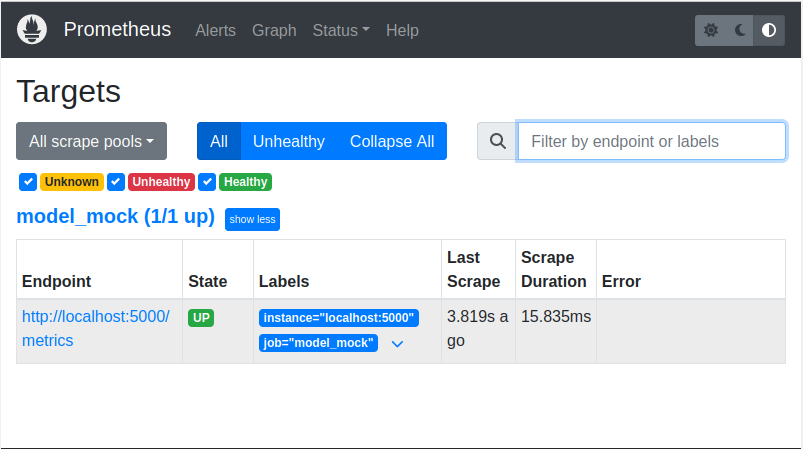 Prometheus Alerts Graph Status Help
Targets
All scrape pools All Unhealthy Collapse All Filter by endpoint or labels
Unknown Unhealthy Healthy
model_mock (1/1 up) show less
Endpoint State Labels Last Scrape Scrape Duration Error
http://localhost:5000/metrics UP instance="localhost:5000" 3.819s ago 15.835ms
job="model_mock"